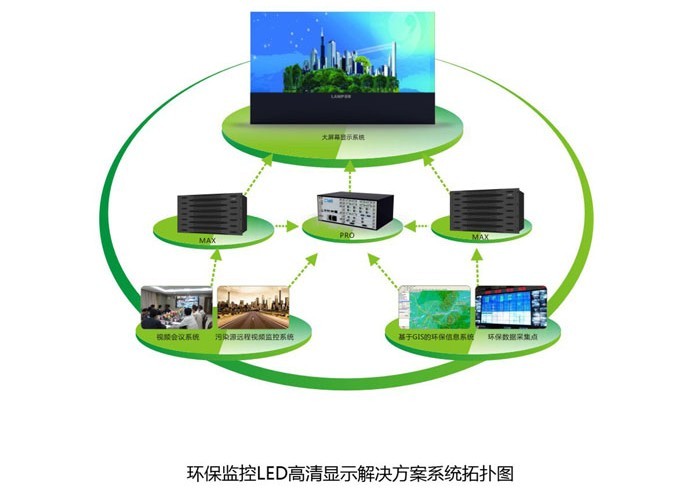 LAMPRO
大屏幕显示系统
MAX
PRO
MAX
视频会议系统
污染源远程视频监控系统
基于GIS的环保信息系统
环保数据采集点
环保监控LED高清显示解决方案系统拓扑图